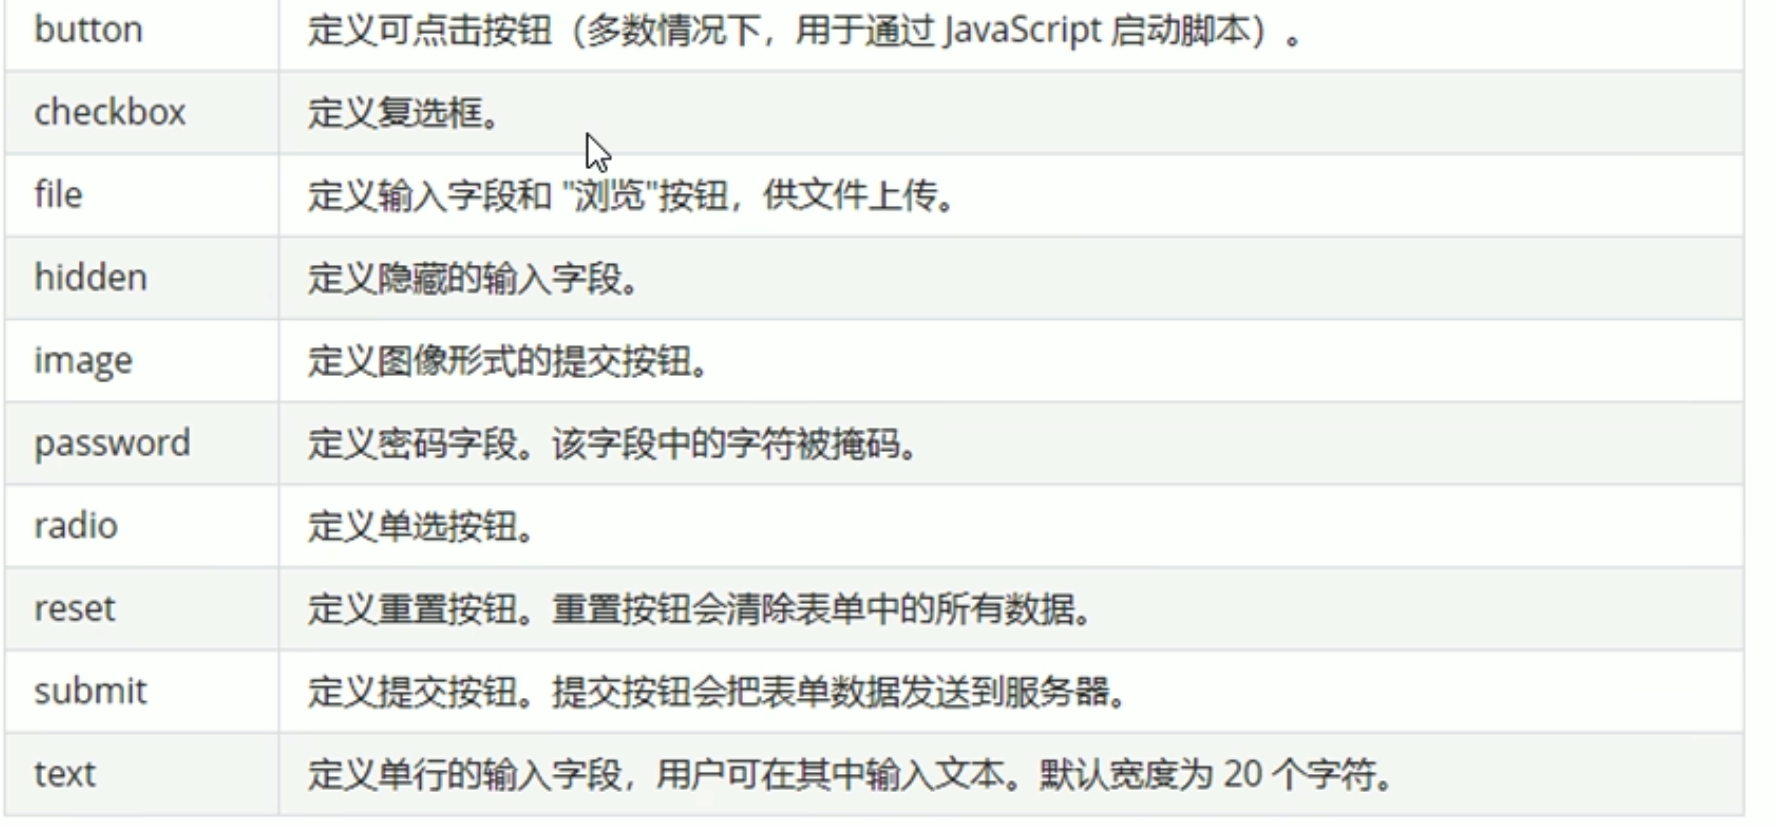 button 定义可点击按钮（多数情况下，用于通过 JavaScript 启动脚本）。
checkbox 定义复选框。
file 定义输入字段和 "浏览"按钮，供文件上传。
hidden 定义隐藏的输入字段。
image 定义图像形式的提交按钮。
password 定义密码字段。该字段中的字符被掩码。
radio 定义单选按钮。
reset 定义重置按钮。重置按钮会清除表单中的所有数据。
submit 定义提交按钮。提交按钮会把表单数据发送到服务器。
text 定义单行的输入字段，用户可在其中输入文本。默认宽度为 20 个字符。